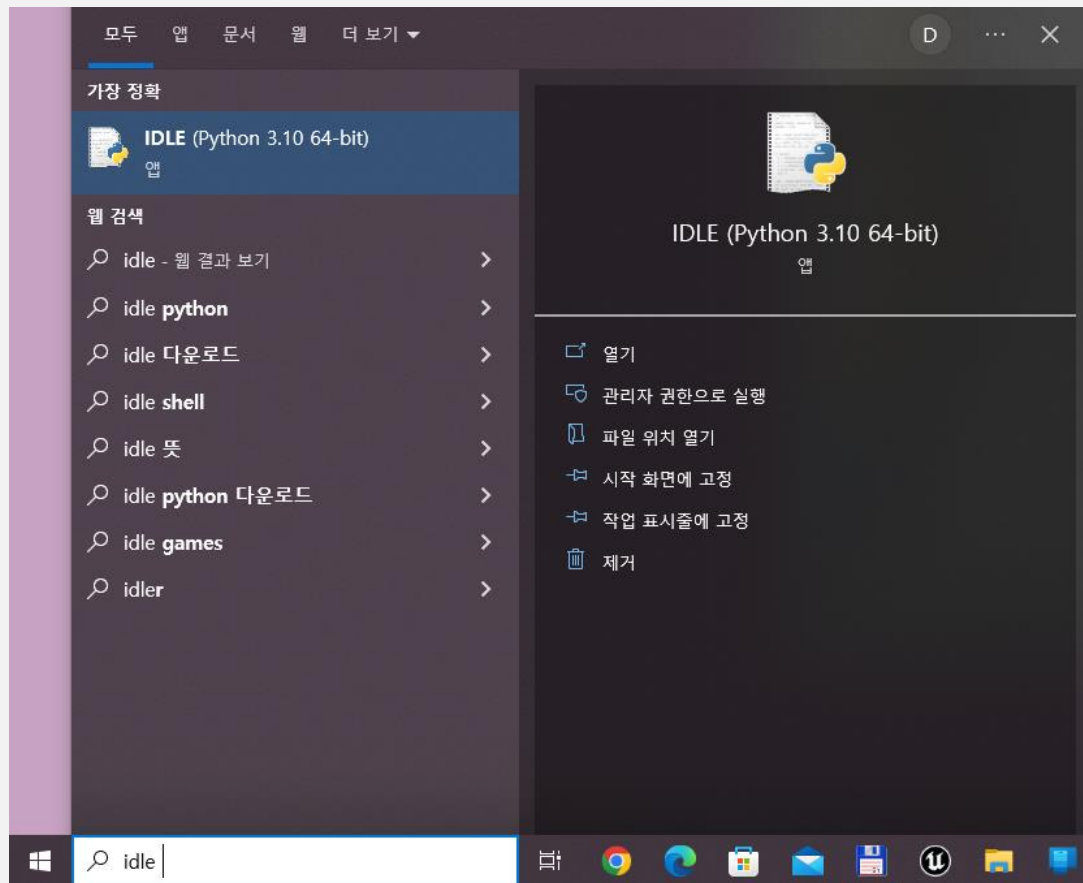 모두 앱 문서 웹 더 보기 D ···
가장 정확
IDLE (Python 3.10 64-bit)
앱
웹 검색
idle - 웹 결과 보기
idle python
idle 다운로드
idle shell
idle 뜻
idle python 다운로드
idle games
idler
IDLE (Python 3.10 64-bit)
앱
열기
관리자 권한으로 실행
파일 위치 열기
시작 화면에 고정
작업 표시줄에 고정
제거
idle